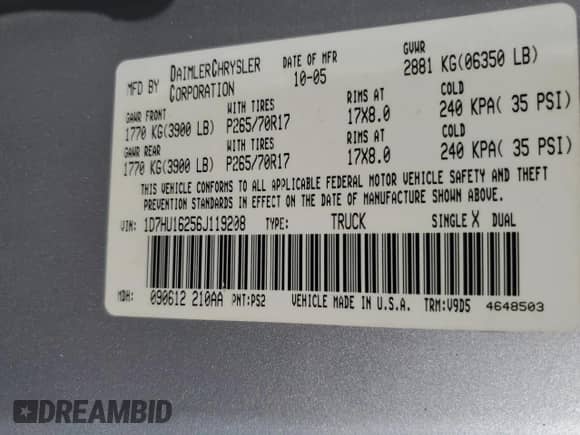 MFD BY DAIMLERCHRYSLER CORPORATION DATE OF MFR 10-05 GVWR 2881 KG(06350 LB)
GAWR FRONT WITH TIRES RIMS AT COLD
1770 KG(3900 LB) P265/70R17 17X8.0 240 KPA( 35 PSI)
GAWR REAR WITH TIRES RIMS AT COLD
1770 KG(3900 LB) P265/70R17 17X8.0 240 KPA( 35 PSI)
THIS VEHICLE CONFORMS TO ALL APPLICABLE FEDERAL MOTOR VEHICLE SAFETY AND THEFT
PREVENTION STANDARDS IN EFFECT ON THE DATE OF MANUFACTURE SHOWN ABOVE.
VIN: 1D7HU16256J119208 TYPE: TRUCK SINGLE X DUAL
MDH: 090612 210AA PNT:PS2 VEHICLE MADE IN U.S.A. TRM:V9D5 4648503
DREAMBID